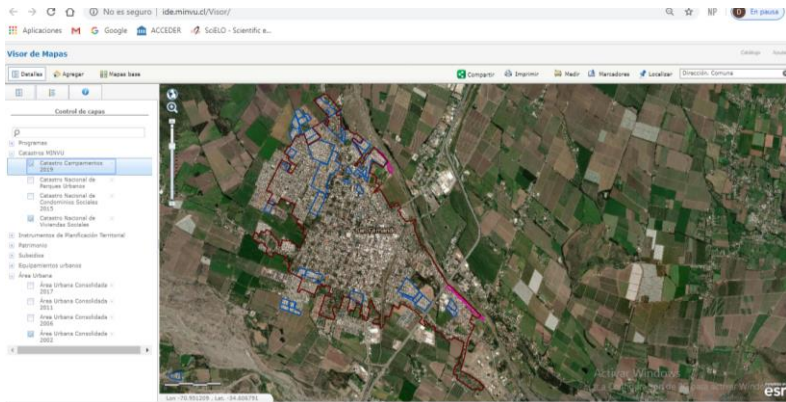 No es seguro | ide.minvu.cl/Visor/
NP
En pausa
Aplicaciones
Google
ACCEDER
SciELO - Scientific e...
Visor de Mapas
Catálogo
Detalles
Agregar
Mapas base
Compartir
Imprimir
Medir
Marcadores
Localizar
Dirección, Comuna
Control de capas
Programas
Catastros MINVU
Catastro Campamentos
2019
Catastro Nacional de
Parques Urbanos
Catastro Nacional de
Condominios Sociales
2015
Catastro Nacional de
Viviendas Sociales
Instrumentos de Planificación Territorial
Patrimonio
Subsidios
Equipamientos urbanos
Área Urbana
Área Urbana Consolidada
2017
Área Urbana Consolidada
2011
Área Urbana Consolidada
2006
Área Urbana Consolidada
2002
San Fernando
Activar Windows
esri